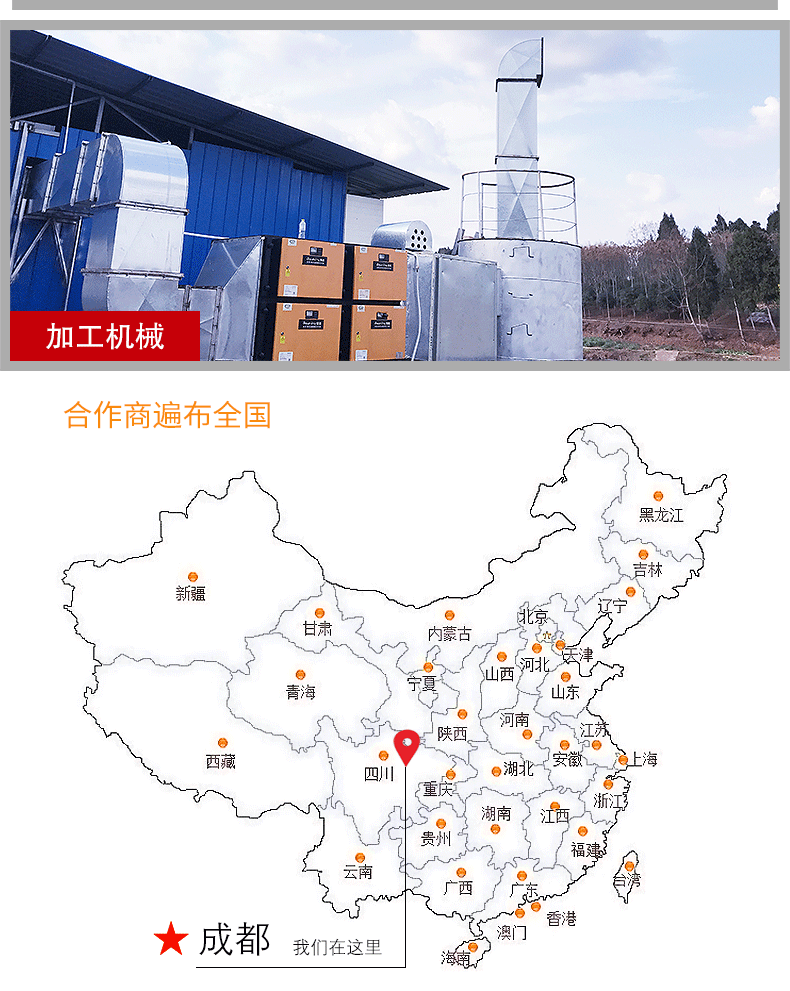 加工机械
合作商遍布全国
黑龙江
吉林
辽宁
新疆
甘肃
内蒙古
北京
天津
河北
山西
宁夏
青海
山东
河南
陕西
江苏
西藏
四川
安徽
上海
湖北
重庆
浙江
湖南
江西
贵州
福建
云南
广西
广东
台湾
香港
澳门
海南
成都 我们在这里